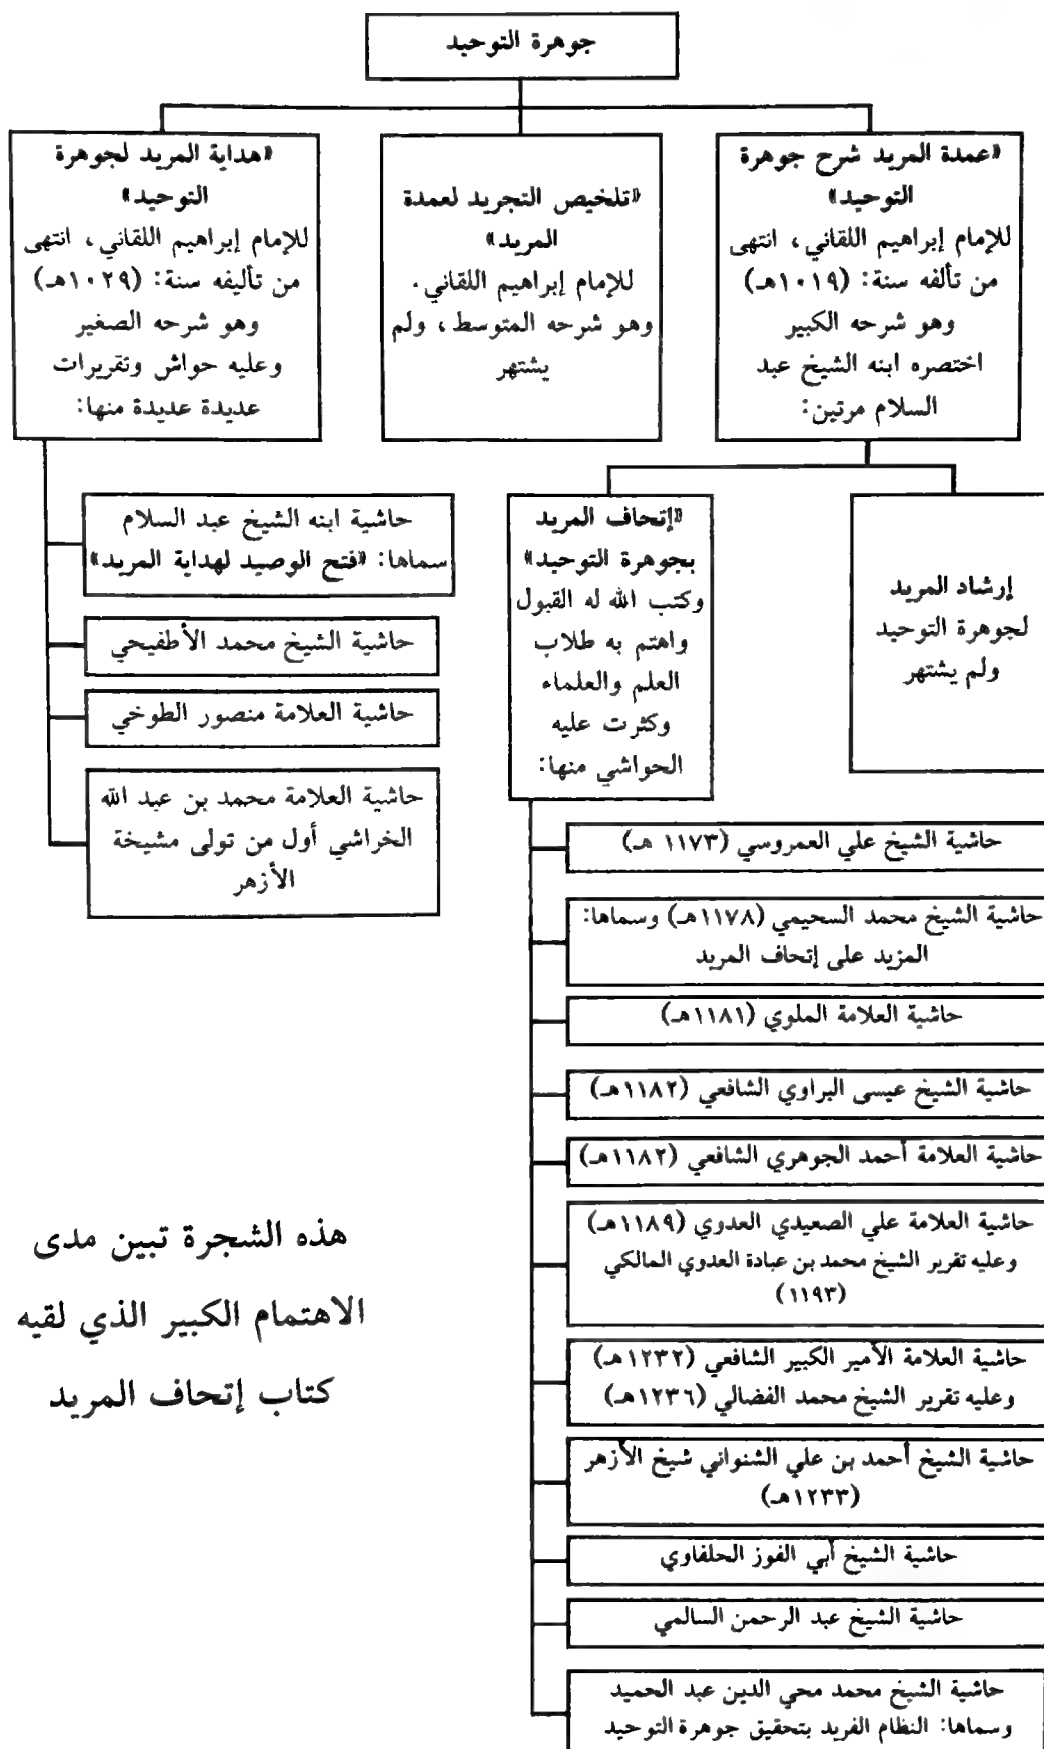 جوهرة التوحيد
«عمدة المريد شرح جوهرة
التوحيد»
للإمام إبراهيم اللقاني، انتهى
من تألفه سنة: (١٠١٩هـ)
وهو شرحه الكبير
اختصره ابنه الشيخ عبد
السلام مرتين:
«تلخيص التجريد لعمدة
المريد»
للإمام إبراهيم اللقاني.
وهو شرحه المتوسط، ولم
يشتهر
«هداية المريد لجوهرة
التوحيد»
للإمام إبراهيم اللقاني، انتهى
من تأليفه سنة: (١٠٢٩هـ)
وهو شرحه الصغير
وعليه حواش وتقريرات
عديدة عديدة منها:
إرشاد المريد
لجوهرة التوحيد
ولم يشتهر
«إتحاف المريد
بجوهرة التوحيد»
وكتب الله له القبول
واهتم به طلاب
العلم والعلماء
وكثرت عليه
الحواشي منها:
حاشية ابنه الشيخ عبد السلام
سماها: «فتح الوصيد لهداية المريد»
حاشية الشيخ محمد الأطفيحي
حاشية العلامة منصور الطوخي
حاشية العلامة محمد بن عبد الله
الخراشي أول من تولى مشيخة
الأزهر
حاشية الشيخ علي العمروسي (١١٧٣ هـ)
حاشية الشيخ محمد السحيمي (١١٧٨هـ) وسماها:
المزيد على إتحاف المريد
حاشية العلامة الملوي (١١٨١هـ)
حاشية الشيخ عيسى البراوي الشافعي (١١٨٢هـ)
حاشية العلامة أحمد الجوهري الشافعي (١١٨٢هـ)
حاشية العلامة علي الصعيدي العدوي (١١٨٩هـ)
وعليه تقرير الشيخ محمد بن عبادة العدوي المالكي
(١١٩٣)
حاشية العلامة الأمير الكبير الشافعي (١٢٣٢هـ)
وعليه تقرير الشيخ محمد الفضالي (١٢٣٦هـ)
حاشية الشيخ أحمد بن علي الشنواني شيخ الأزهر
(١٢٣٣هـ)
حاشية الشيخ أبي الفوز الحلفاوي
حاشية الشيخ عبد الرحمن السالمي
حاشية الشيخ محمد محي الدين عبد الحميد
وسماها: النظام الفريد بتحقيق جوهرة التوحيد
هذه الشجرة تبين مدى
الاهتمام الكبير الذي لقيه
كتاب إتحاف المريد